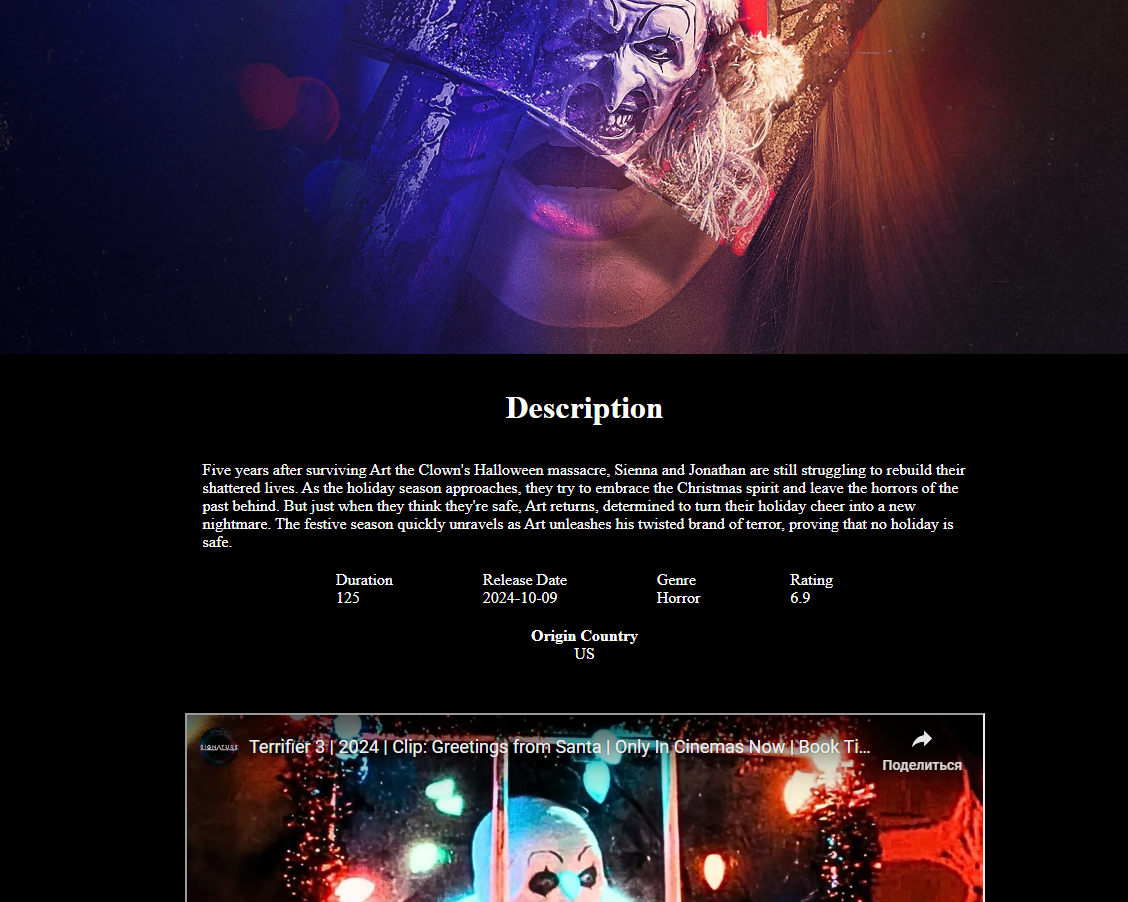 Description
Five years after surviving Art the Clown's Halloween massacre, Sienna and Jonathan are still struggling to rebuild their
shattered lives. As the holiday season approaches, they try to embrace the Christmas spirit and leave the horrors of the
past behind. But just when they think they're safe, Art returns, determined to turn their holiday cheer into a new
nightmare. The festive season quickly unravels as Art unleashes his twisted brand of terror, proving that no holiday is
safe.
Duration Release Date Genre Rating
125 2024-10-09 Horror 6.9
Origin Country
US
SIGNATURE Terrifier 3 | 2024 | Clip: Greetings from Santa | Only In Cinemas Now | Book Ti...
Поделиться